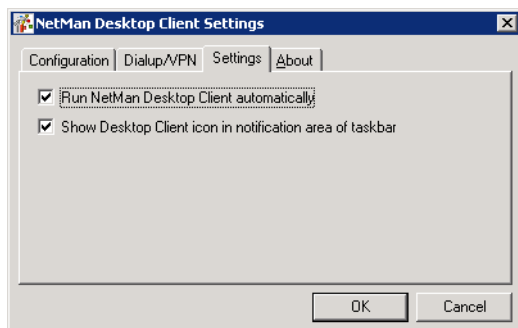 NetMan Desktop Client Settings
Configuration Dialup/VPN Settings About
Run NetMan Desktop Client automatically
Show Desktop Client icon in notification area of taskbar
OK Cancel